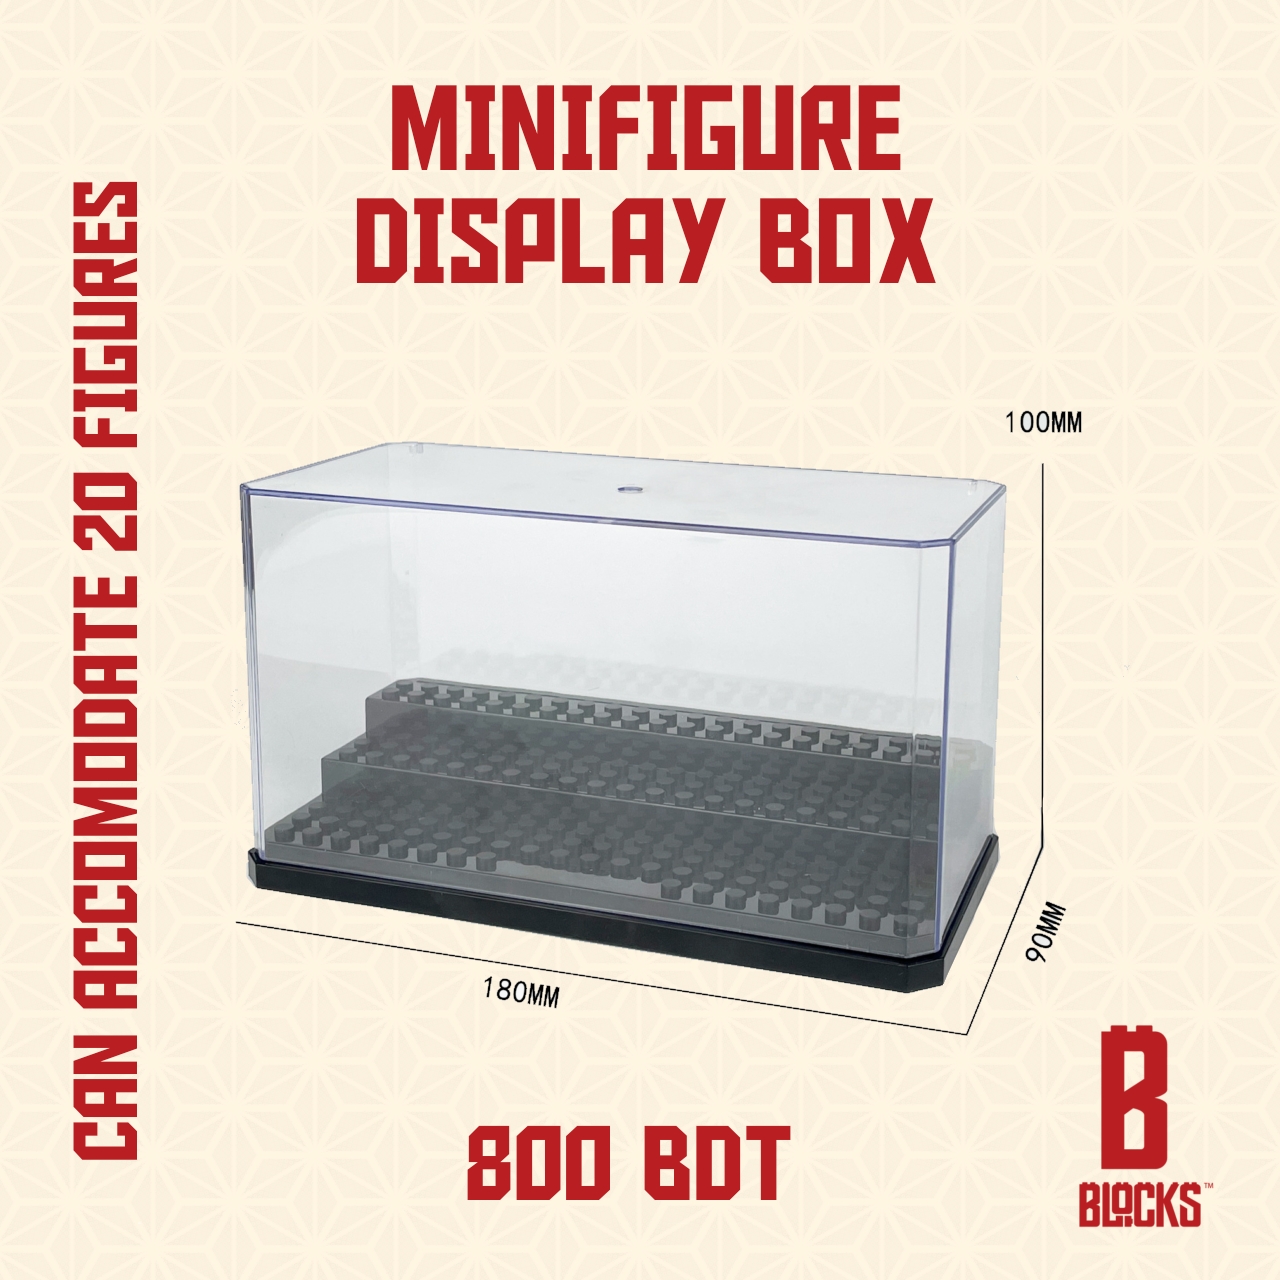 MINIFIGURE
DISPLAY BOX
CAN ACCOMODATE 20 FIGURES
100MM
90MM
180MM
800 BDT
B
BLOCKS™